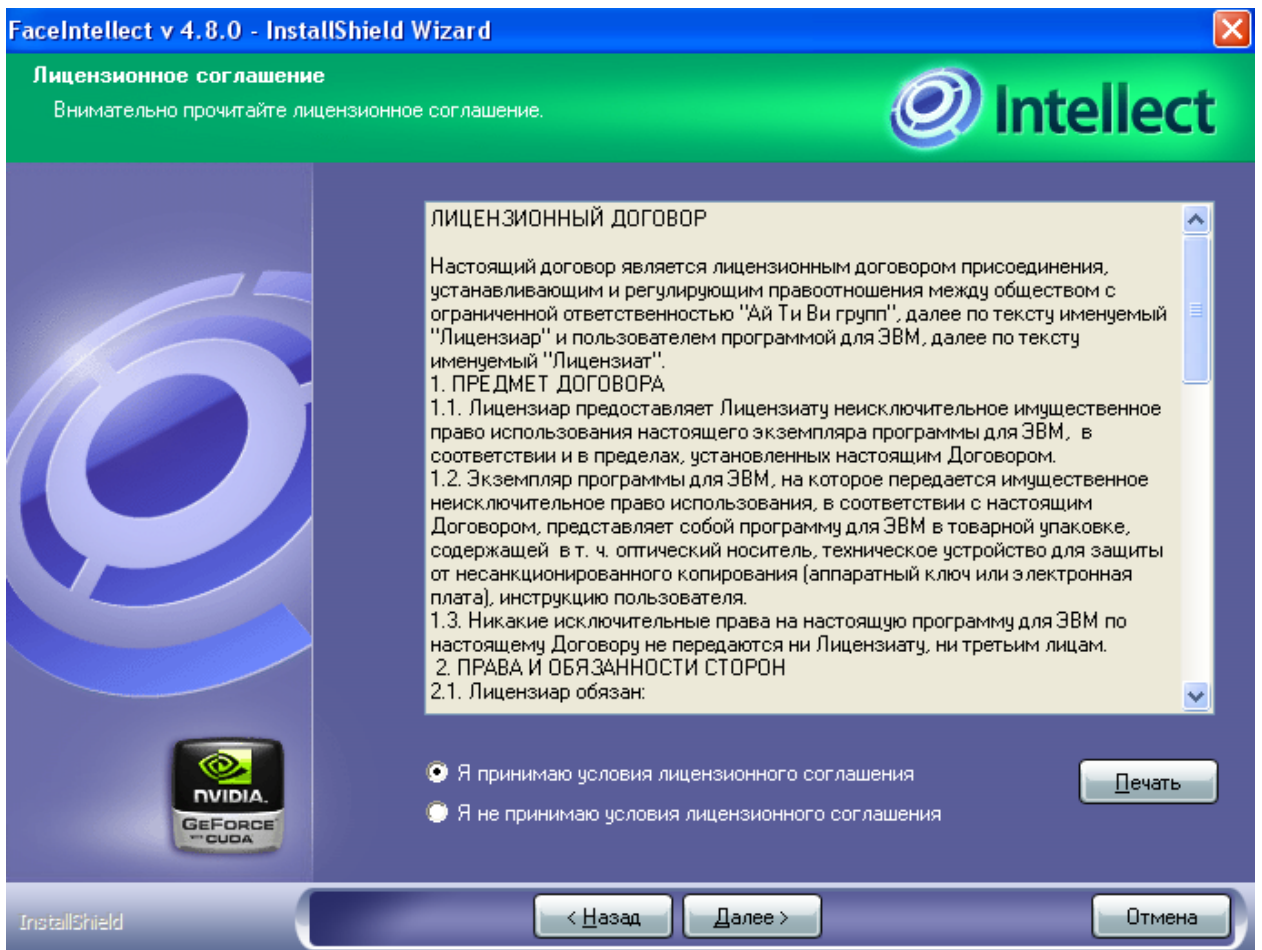 FaceIntellect v 4.8.0 - InstallShield Wizard
Лицензионное соглашение
Внимательно прочитайте лицензионное соглашение.
Intellect
ЛИЦЕНЗИОННЫЙ ДОГОВОР
Настоящий договор является лицензионным договором присоединения,
устанавливающим и регулирующим правоотношения между обществом с
ограниченной ответственностью "Ай Ти Ви групп", далее по тексту именуемый
"Лицензиар" и пользователем программой для ЭВМ, далее по тексту
именуемый "Лицензиат".
1. ПРЕДМЕТ ДОГОВОРА
1.1. Лицензиар предоставляет Лицензиату неисключительное имущественное
право использования настоящего экземпляра программы для ЭВМ, в
соответствии и в пределах, установленных настоящим Договором.
1.2. Экземпляр программы для ЭВМ, на которое передается имущественное
неисключительное право использования, в соответствии с настоящим
Договором, представляет собой программу для ЭВМ в товарной упаковке,
содержащей в т. ч. оптический носитель, техническое устройство для защиты
от несанкционированного копирования (аппаратный ключ или электронная
плата), инструкцию пользователя.
1.3. Никакие исключительные права на настоящую программу для ЭВМ по
настоящему Договору не передаются ни Лицензиату, ни третьим лицам.
2. ПРАВА И ОБЯЗАННОСТИ СТОРОН
2.1. Лицензиар обязан:
Я принимаю условия лицензионного соглашения
Печать
Я не принимаю условия лицензионного соглашения
NVIDIA.
GEFORCE
WITH CUDA
InstallShield
< Назад
Далее >
Отмена